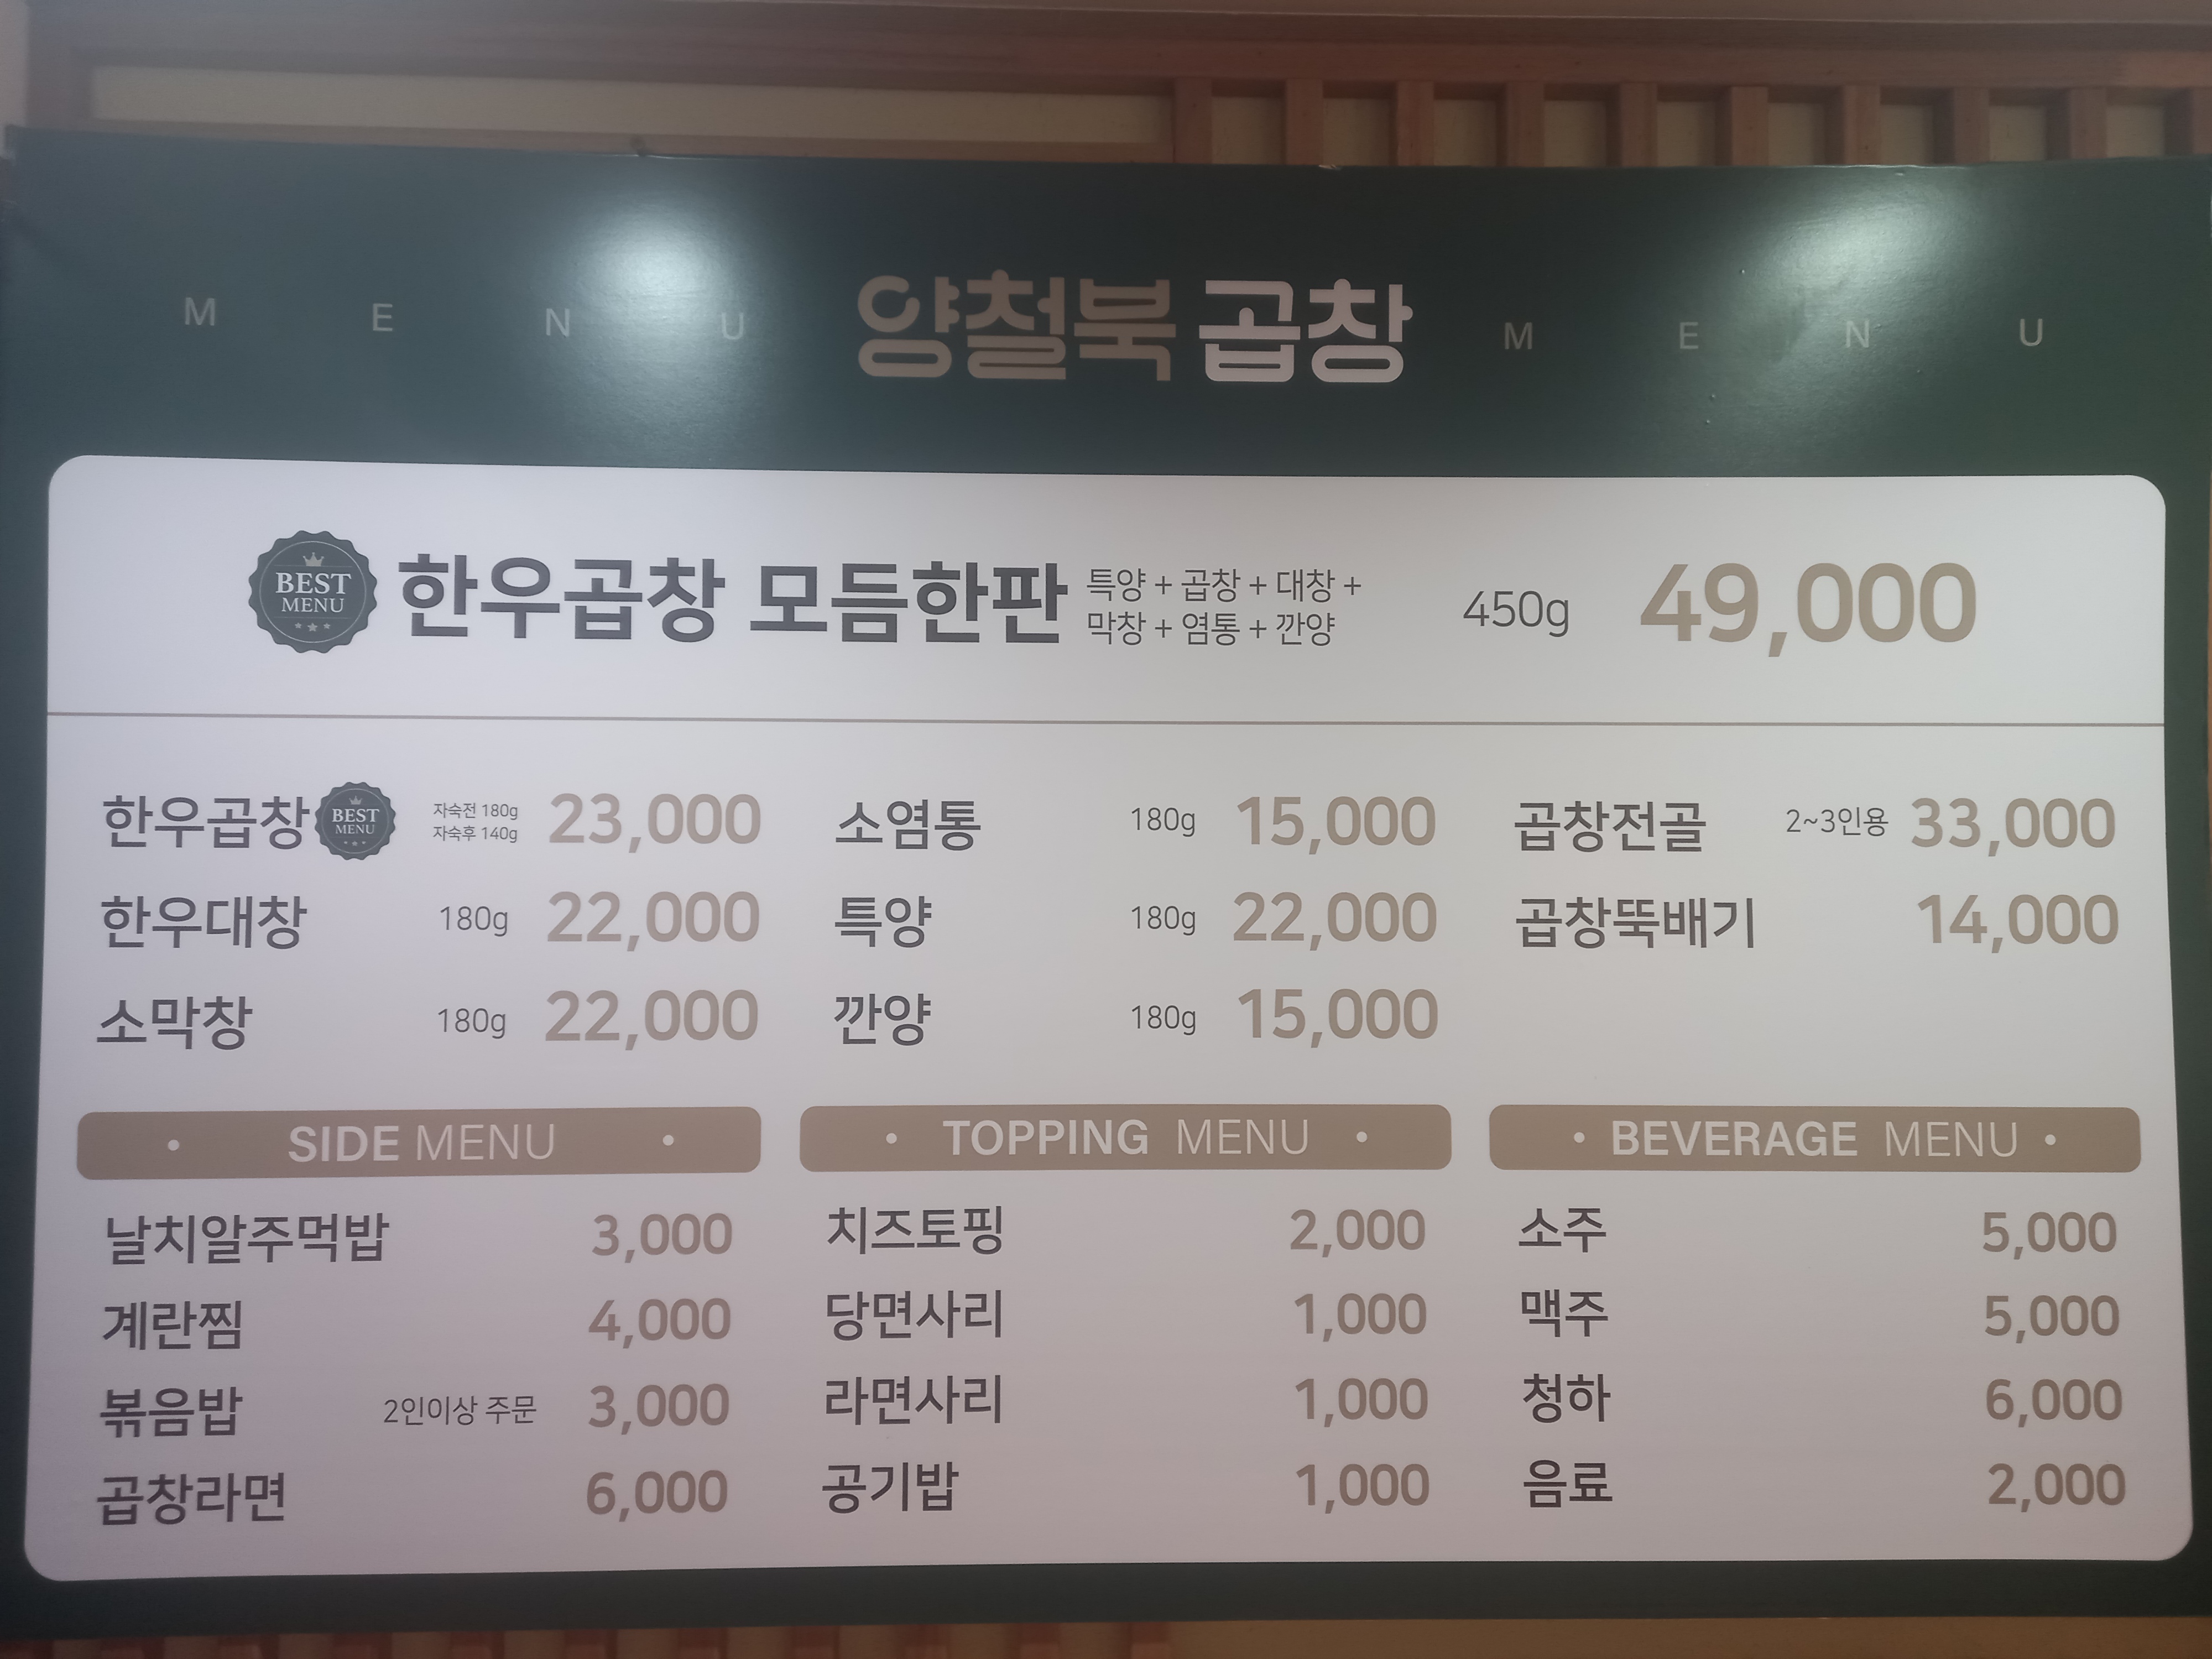 M E N U 양철북 곱창 M E N U
BEST
MENU
한우곱창 모듬한판 특양 + 곱창 + 대창 +
막창 + 염통 + 깐양
450g 49,000
한우곱창 BEST MENU 자숙전 180g
자숙후 140g
23,000
한우대창 180g 22,000
소막창 180g 22,000
소염통 180g 15,000
특양 180g 22,000
깐양 180g 15,000
곱창전골 2~3인용 33,000
곱창뚝배기 14,000
• SIDE MENU •
날치알주먹밥 3,000
계란찜 4,000
볶음밥 2인이상 주문 3,000
곱창라면 6,000
• TOPPING MENU •
치즈토핑 2,000
당면사리 1,000
라면사리 1,000
공기밥 1,000
• BEVERAGE MENU •
소주 5,000
맥주 5,000
청하 6,000
음료 2,000